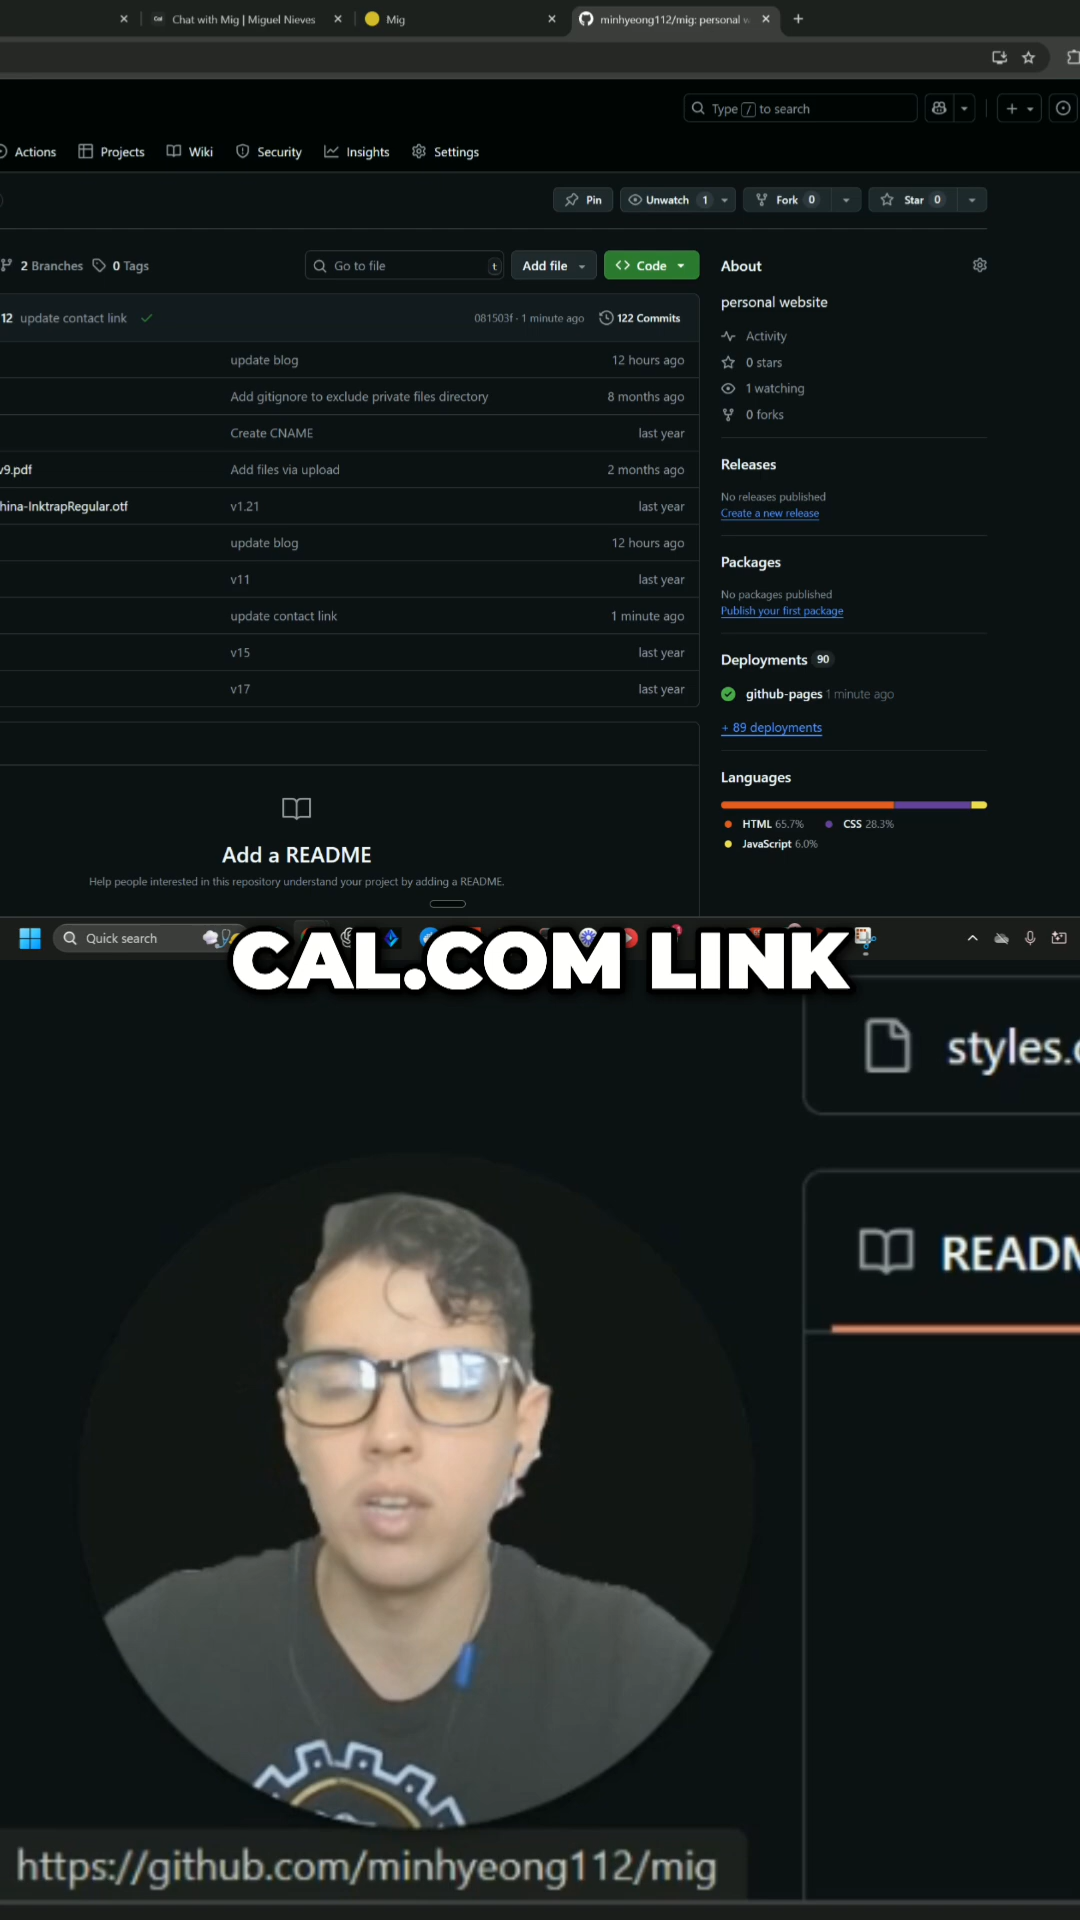 Cal Chat with Mig | Miguel Nieves
Mig
minhyeong112/mig: personal w
Type / to search
Actions
Projects
Wiki
Security
Insights
Settings
Pin
Unwatch 1
Fork 0
Star 0
2 Branches
0 Tags
Go to file
t
Add file
Code
12 update contact link
081503f · 1 minute ago
122 Commits
update blog 12 hours ago
Add gitignore to exclude private files directory 8 months ago
Create CNAME last year
v9.pdf Add files via upload 2 months ago
hina-InktrapRegular.otf v1.21 last year
update blog 12 hours ago
v11 last year
update contact link 1 minute ago
v15 last year
v17 last year
Add a README
Help people interested in this repository understand your project by adding a README.
About
personal website
Activity
0 stars
1 watching
0 forks
Releases
No releases published
Create a new release
Packages
No packages published
Publish your first package
Deployments 90
github-pages 1 minute ago
+ 89 deployments
Languages
HTML 65.7%
CSS 28.3%
JavaScript 6.0%
Quick search
CAL.COM LINK
styles.c
READM
https://github.com/minhyeong112/mig